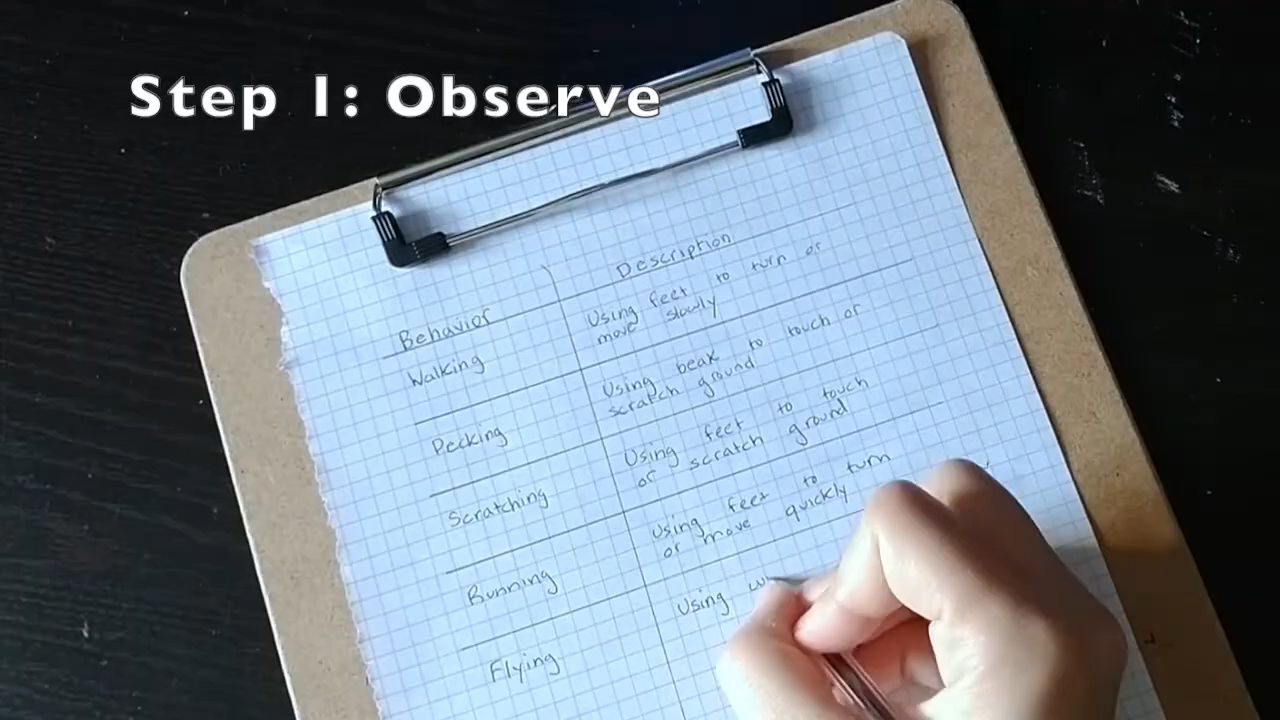 Step 1: Observe
Behavior Description
Walking Using feet to turn or
move slowly
Pecking Using beak to touch or
scratch ground
Scratching Using feet to touch
or scratch ground
Running Using feet to turn
or move quickly
Flying Using